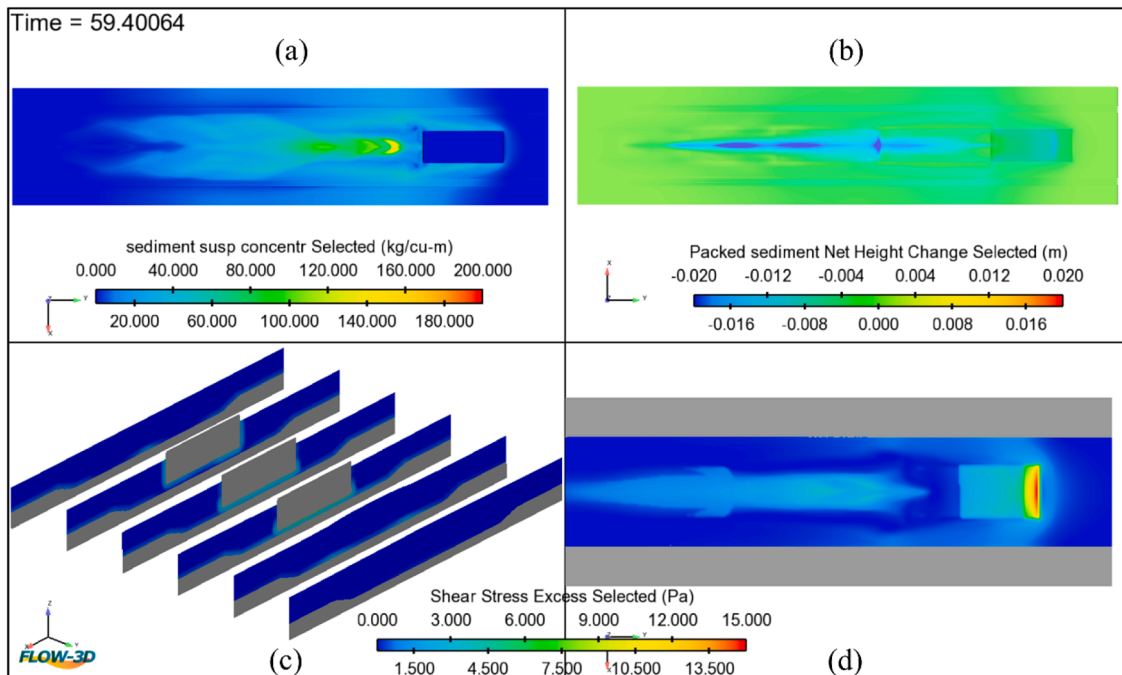 Time = 59.40064
(a)
(b)
sediment susp concentr Selected (kg/cu-m)
0.000 40.000 80.000 120.000 160.000 200.000
20.000 60.000 100.000 140.000 180.000
z Y
x
Packed sediment Net Height Change Selected (m)
-0.020 -0.012 -0.004 0.004 0.012 0.020
-0.016 -0.008 0.000 0.008 0.016
x
z Y
Shear Stress Excess Selected (Pa)
0.000 3.000 6.000 9.000 12.000 15.000
1.500 4.500 7.500 10.500 13.500
z
x Y
z Y
x
FLOW-3D
(c)
(d)